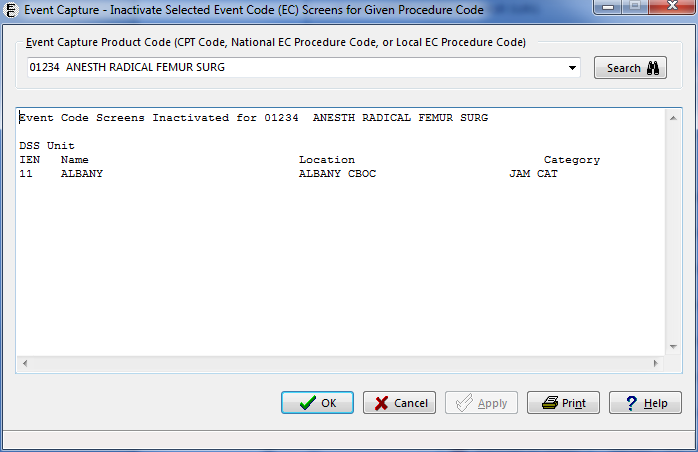 Event Capture - Inactivate Selected Event Code (EC) Screens for Given Procedure Code
Event Capture Product Code (CPT Code, National EC Procedure Code, or Local EC Procedure Code)
01234 ANESTH RADICAL FEMUR SURG
Search
Event Code Screens Inactivated for 01234 ANESTH RADICAL FEMUR SURG
DSS Unit
IEN Name Location Category
11 ALBANY ALBANY CBOC JAM CAT
OK Cancel Apply Print Help